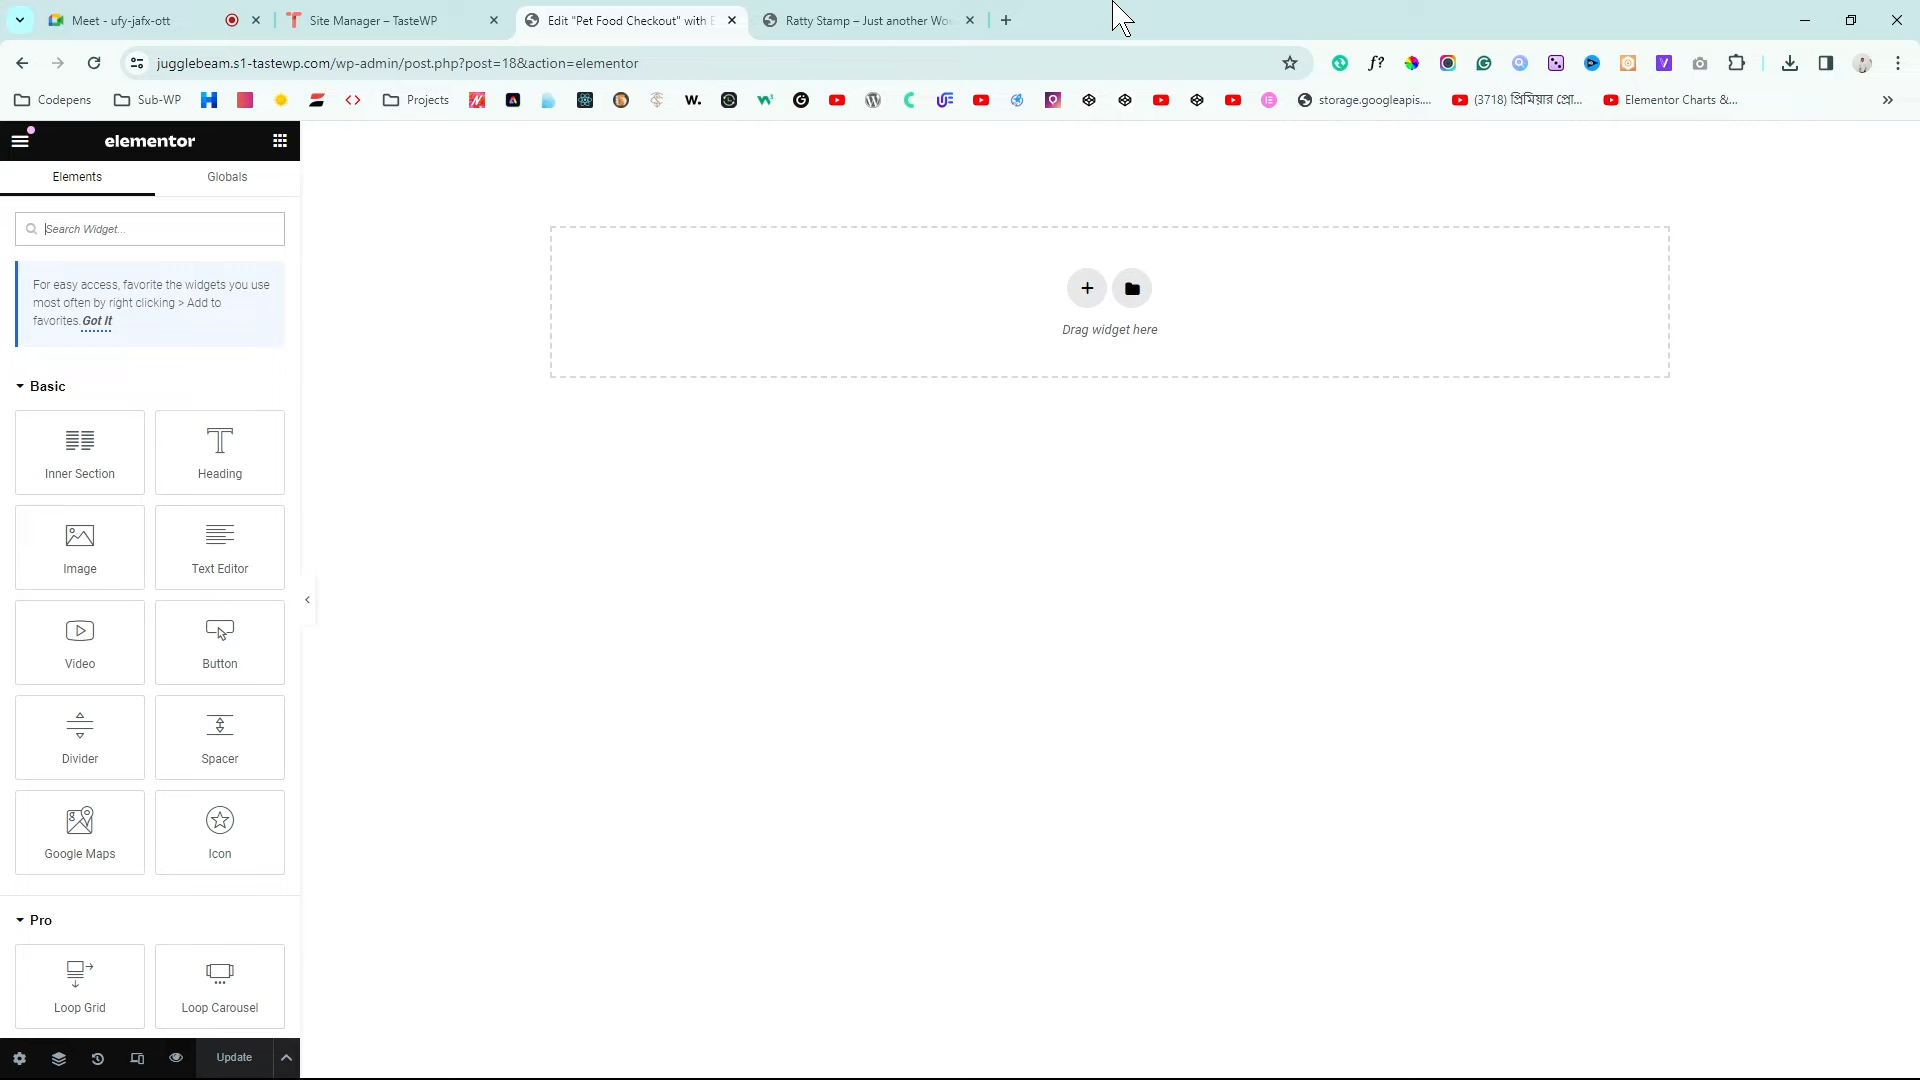 Meet - ufy-jafx-ott
Site Manager – TasteWP
Edit "Pet Food Checkout" with E
Ratty Stamp – Just another Wo
jugglebeam.s1-tastewp.com/wp-admin/post.php?post=18&action=elementor
f?
Codepens
Sub-WP
Projects
W.
storage.googleapis....
(3718) প্রিমিয়ার প্রো...
Elementor Charts &...
elementor
Elements
Globals
Search Widget...
For easy access, favorite the widgets you use
most often by right clicking > Add to
favorites. Got It
Basic
Inner Section
Heading
Image
Text Editor
Video
Button
Divider
Spacer
Google Maps
Icon
Pro
Loop Grid
Loop Carousel
Update
Drag widget here